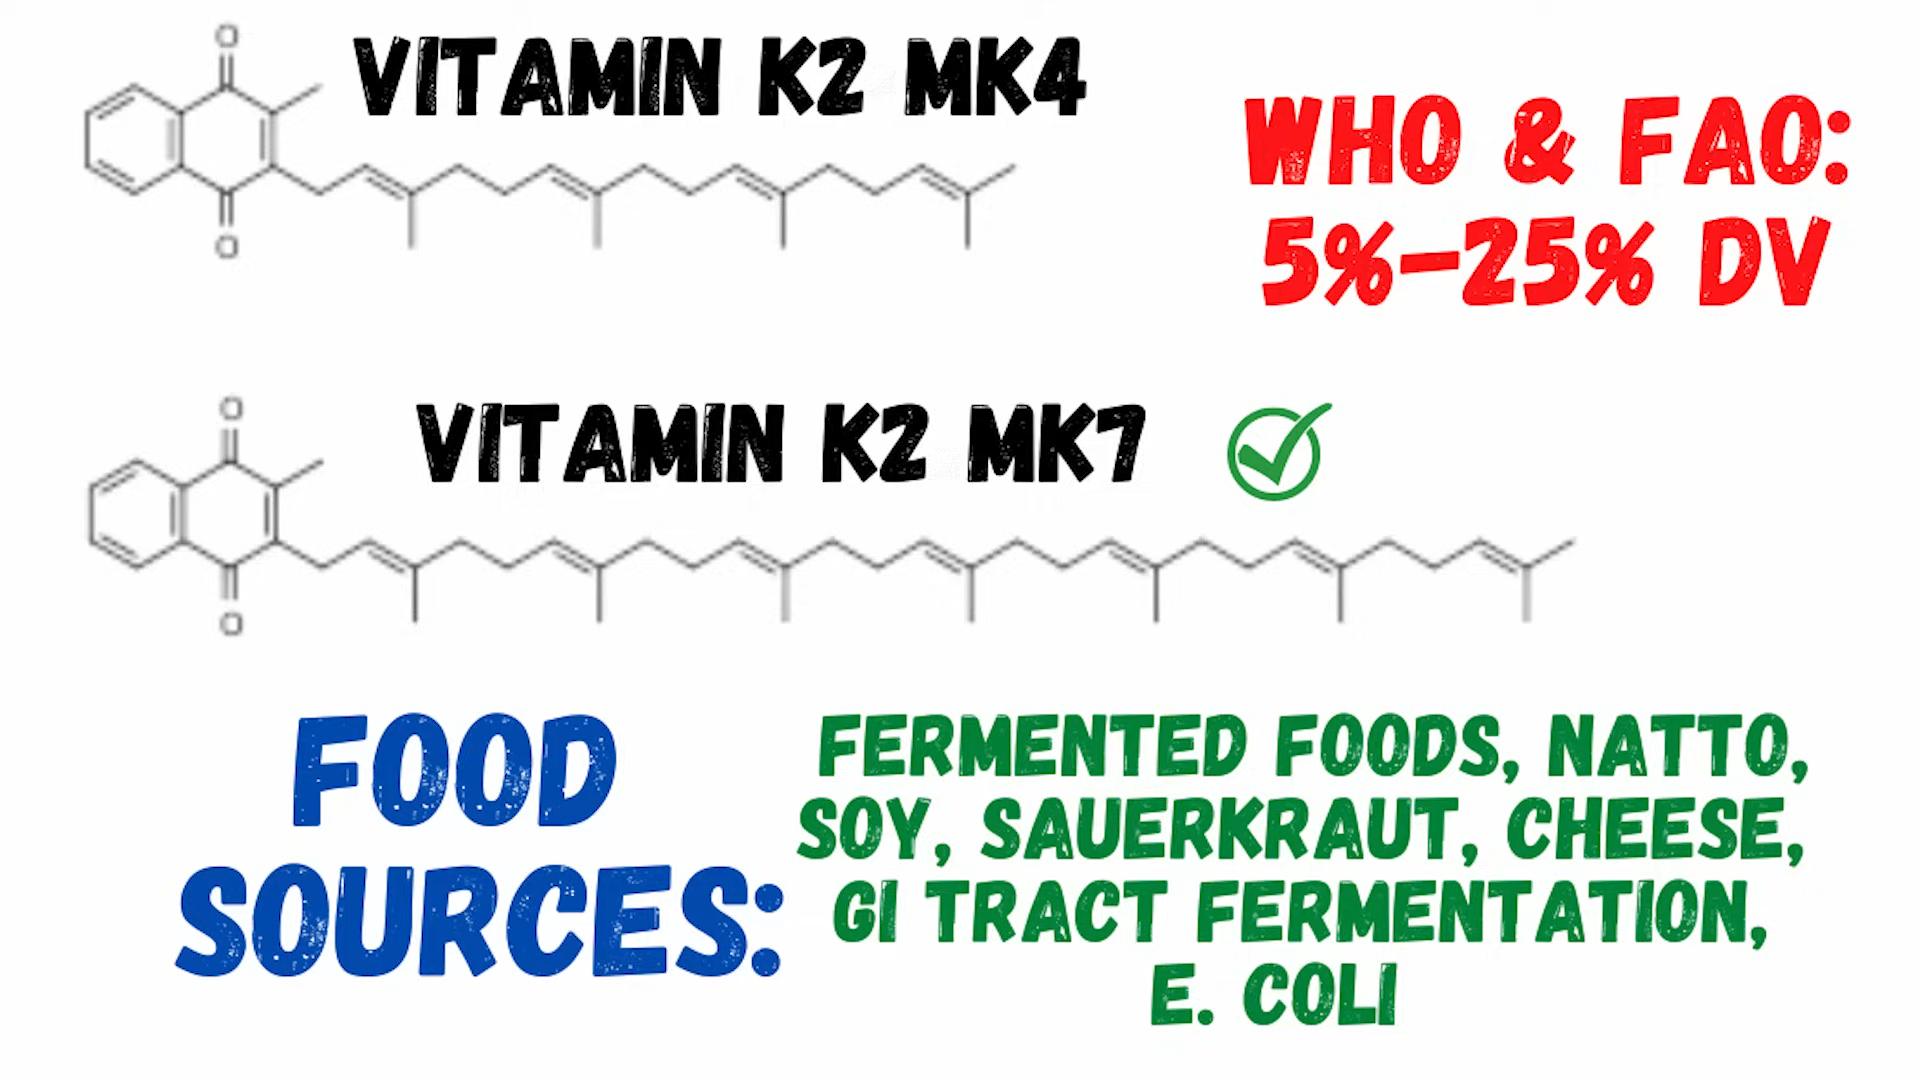 O
VITAMIN K2 MK4
O
WHO & FAO:
5%–25% DV
O
VITAMIN K2 MK7
O
FOOD
SOURCES:
FERMENTED FOODS, NATTO,
SOY, SAUERKRAUT, CHEESE,
GI TRACT FERMENTATION,
E. COLI